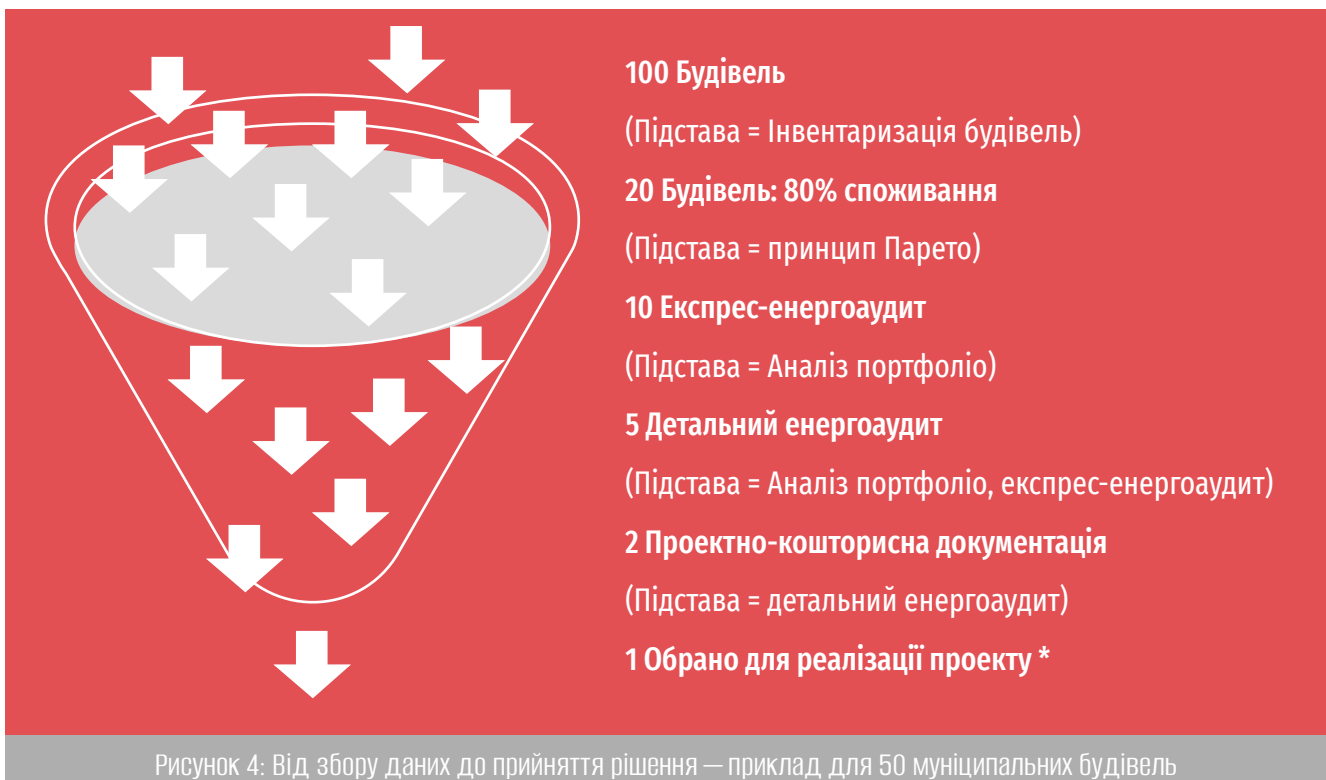 100 Будівель
(Підстава = Інвентаризація будівель)
20 Будівель: 80% споживання
(Підстава = принцип Парето)
10 Експрес-енергоаудит
(Підстава = Аналіз портфоліо)
5 Детальний енергоаудит
(Підстава = Аналіз портфоліо, експрес-енергоаудит)
2 Проектно-кошторисна документація
(Підстава = детальний енергоаудит)
1 Обрано для реалізації проекту *
Рисунок 4: Від збору даних до прийняття рішення — приклад для 50 муніципальних будівель